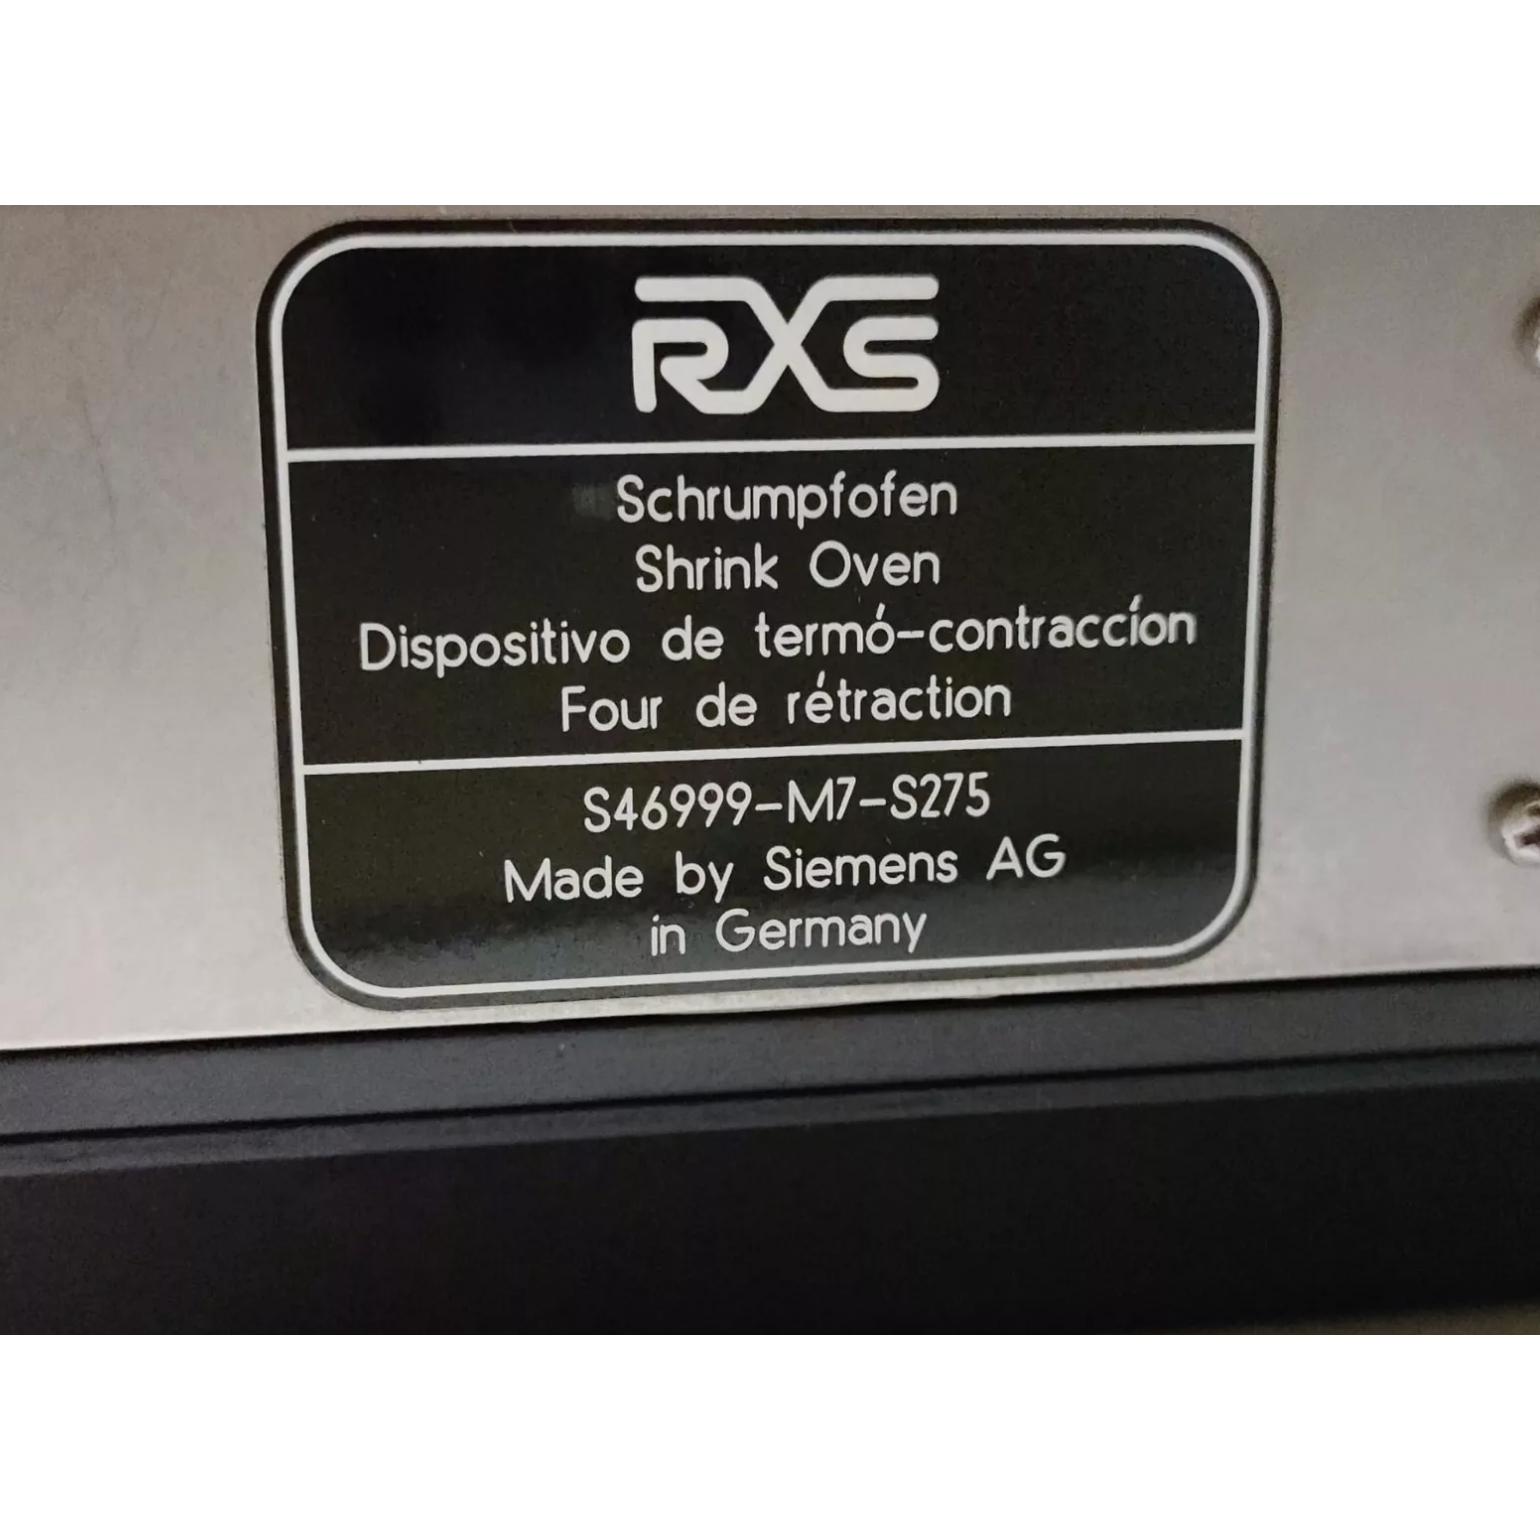 RXS
Schrumpfofen
Shrink Oven
Dispositivo de termó-contraccíon
Four de rétraction
S46999-M7-S275
Made by Siemens AG
in Germany